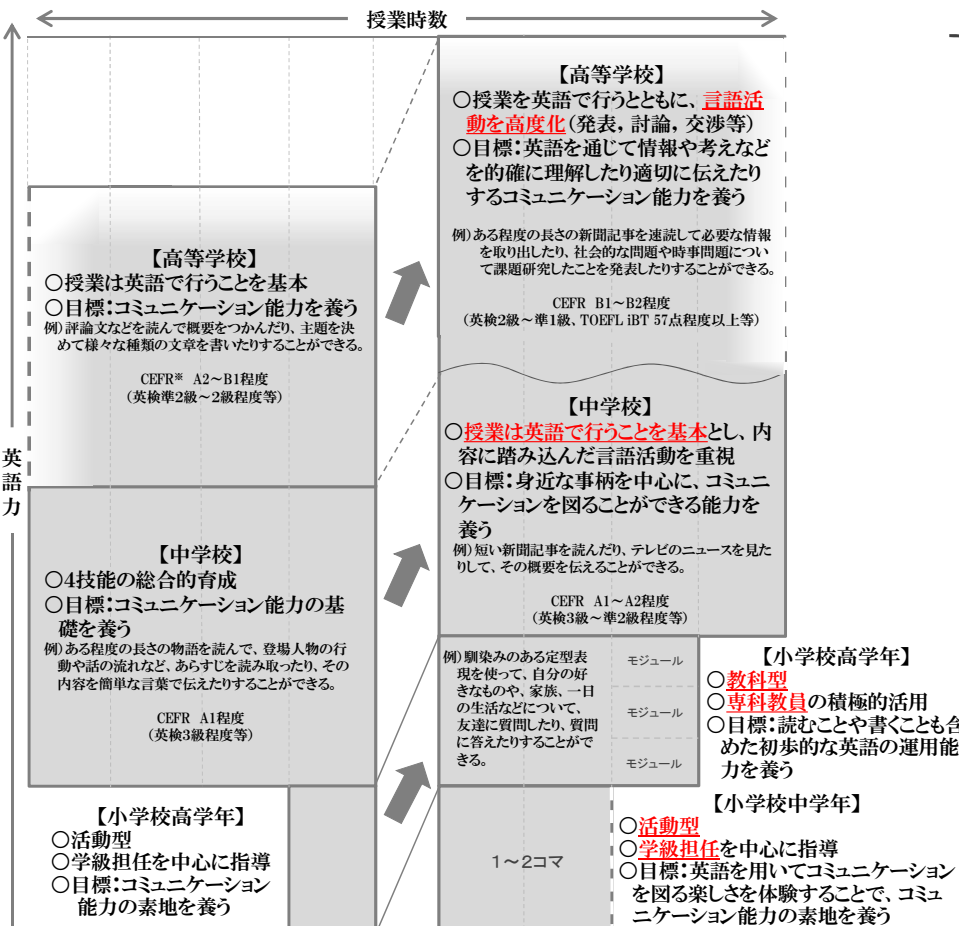 授業時数
英語力
【高等学校】
○授業は英語で行うことを基本
○目標：コミュニケーション能力を養う
例）評論文などを読んで概要をつかんだり、主題を決
めて様々な種類の文章を書いたりすることができる。
CEFR※ A2～B1程度
（英検準2級～2級程度等）
【中学校】
○4技能の総合的育成
○目標：コミュニケーション能力の基
礎を養う
例）ある程度の長さの物語を読んで、登場人物の行
動や話の流れなど、あらすじを読み取ったり、その
内容を簡単な言葉で伝えたりすることができる。
CEFR A1程度
（英検3級程度等）
【小学校高学年】
○活動型
○学級担任を中心に指導
○目標：コミュニケーション
能力の素地を養う
【高等学校】
○授業を英語で行うとともに、言語活
動を高度化（発表，討論，交渉等）
○目標：英語を通じて情報や考えなど
を的確に理解したり適切に伝えたり
するコミュニケーション能力を養う
例）ある程度の長さの新聞記事を速読して必要な情報
を取り出したり、社会的な問題や時事問題につい
て課題研究したことを発表したりすることができる。
CEFR B1～B2程度
（英検2級～準1級、TOEFL iBT 57点程度以上等）
【中学校】
○授業は英語で行うことを基本とし、内
容に踏み込んだ言語活動を重視
○目標：身近な事柄を中心に、コミュニ
ケーションを図ることができる能力を
養う
例）短い新聞記事を読んだり、テレビのニュースを見た
りして、その概要を伝えることができる。
CEFR A1～A2程度
（英検3級～準2級程度等）
例）馴染みのある定型表
現を使って、自分の好
きなものや、家族、一日
の生活などについて、
友達に質問したり、質問
に答えたりすることがで
きる。
モジュール
モジュール
モジュール
【小学校高学年】
○教科型
○専科教員の積極的活用
○目標：読むことや書くことも含
めた初歩的な英語の運用能
力を養う
1～2コマ
【小学校中学年】
○活動型
○学級担任を中心に指導
○目標：英語を用いてコミュニケーション
を図る楽しさを体験することで、コミュ
ニケーション能力の素地を養う